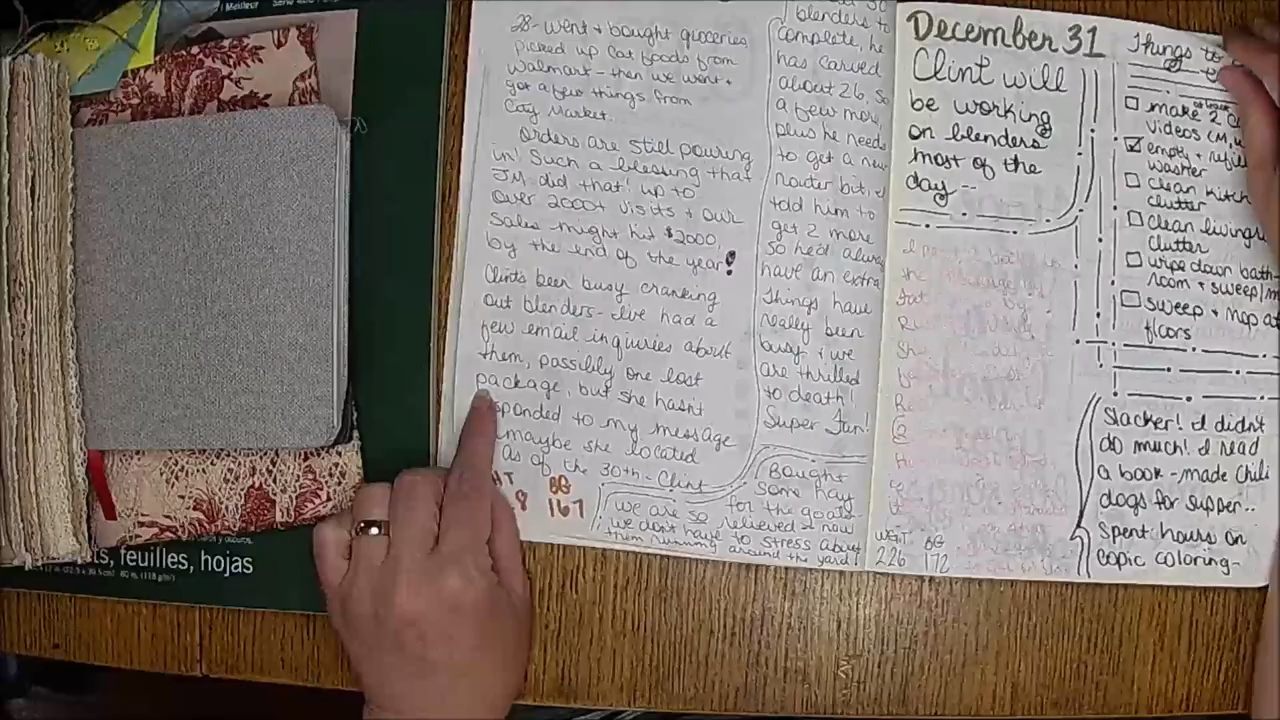 Meilleur
ts, feuilles, hojas
28- Went + bought groceries
picked up Cat foods from
Walmart - then we went +
got a few things from
City Market..
Orders are still pouring
in! Such a blessing that
JM did that! up to
over 2000+ visits + our
Sales might hit $2000,
by the end of the year!
Clint's been busy cranking
out blenders - I've had a
few email inquiries about
them, possibly one lost
package, but she hasn't
sponded to my message
maybe she located
As of the 30th - Clint
BG
8 167
blenders to
complete, he
has carved
about 26, so
a few more,
plus he needs
to get a new
router bit, I
told him to
get 2 more
so he'd always
have an extra
Things have
really been
busy + we
are thrilled
to death!
Super Fun!
Bought
some hay
for the goats
we are so relieved - now
we don't have to stress about
them running around the yard!
December 31
Clint will
be working
on blenders
most of the
day --
WGT BG
226 172
Things to
at least
make 2
Videos (M,
empty + refill
washer
clean kitch
clutter
Clean living
clutter
wipe down bath-
room + sweep/m
sweep + mop a
floors
Slacker! I didn't
do much! I read
a book - made chili
dogs for supper..
Spent hours on
copic coloring-